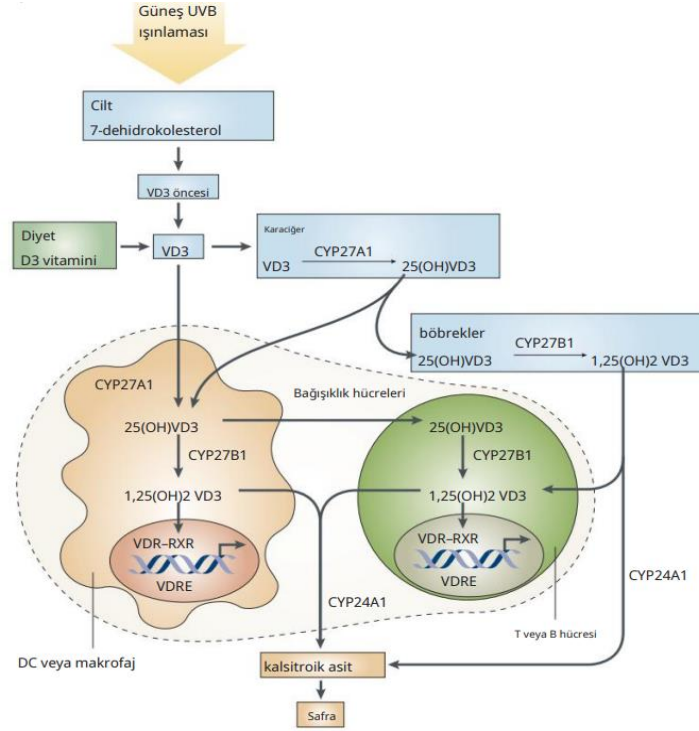 Güneş UVB
ışınlaması
Cilt
7-dehidrokolesterol
VD3 öncesi
Diyet
D3 vitamini
VD3
Karaciğer
CYP27A1
VD3
25(OH)VD3
böbrekler
CYP27B1
25(OH)VD3
1,25(OH)2 VD3
CYP27A1
Bağışıklık hücreleri
25(OH)VD3
25(OH)VD3
CYP27B1
CYP27B1
1,25(OH)2 VD3
1,25(OH)2 VD3
VDR–RXR
VDR–RXR
VDRE
VDRE
CYP24A1
CYP24A1
T veya B hücresi
DC veya makrofaj
kalsitroik asit
Safra